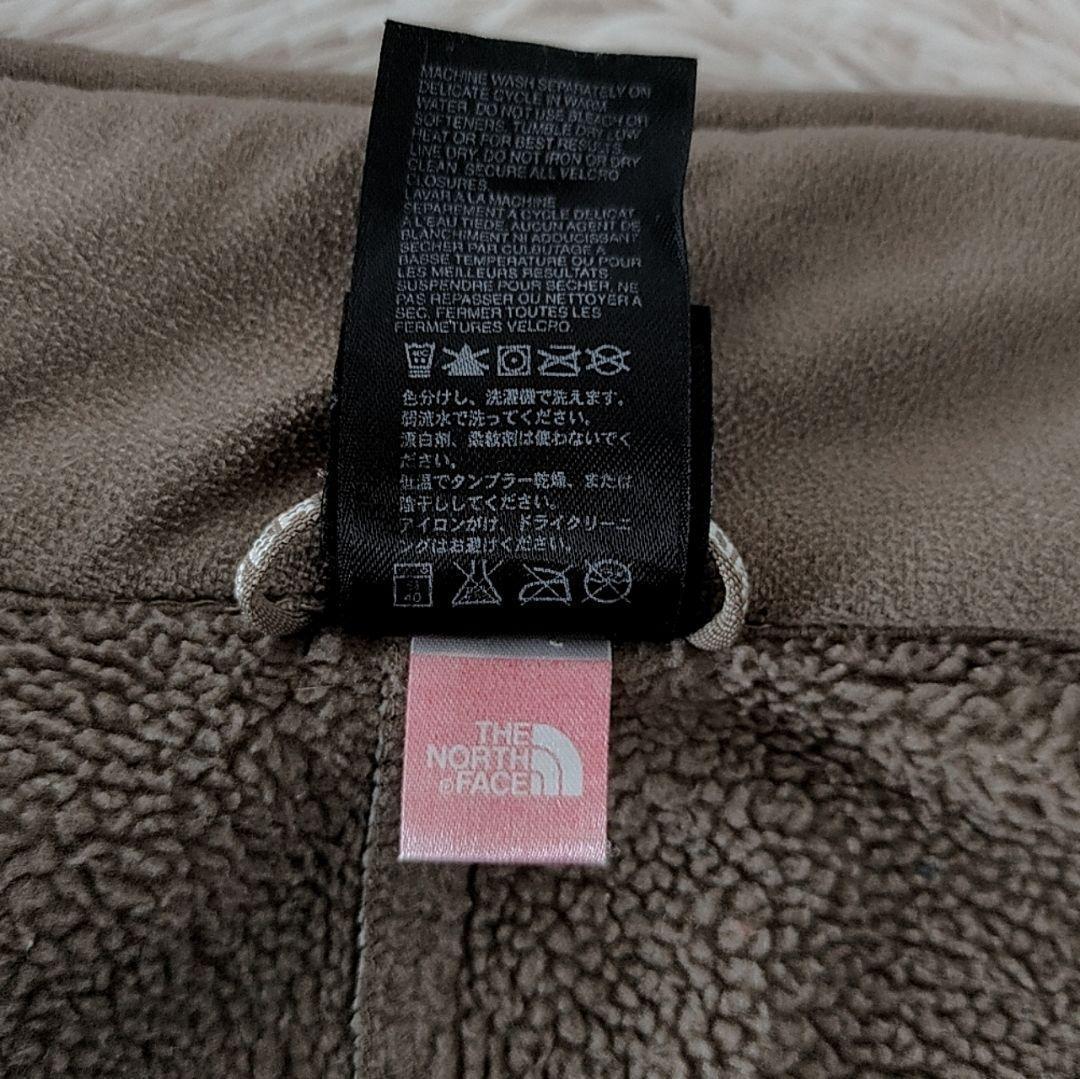 MACHINE WASH SEPARATELY ON
DELICATE CYCLE IN WARM
WATER. DO NOT USE BLEACH OR
SOFTENERS. TUMBLE DRY LOW
HEAT OR FOR BEST RESULTS
LINE DRY. DO NOT IRON OR DRY
CLEAN. SECURE ALL VELCRO
CLOSURES.
LAVAR À LA MACHINE
SÉPARÉMENT À CYCLE DÉLICAT
À L'EAU TIÈDE. AUCUN AGENT DE
BLANCHIMENT NI ADOUCISSANT
SÉCHER PAR CULBUTAGE À
BASSE TEMPÉRATURE OU POUR
LES MEILLEURS RÉSULTATS
SUSPENDRE POUR SÉCHER. NE
PAS REPASSER OU NETTOYER À
SEC. FERMER TOUTES LES
FERMETURES VELCRO.
色分けし、洗濯機で洗えます。
弱流水で洗ってください。
漂白剤、柔軟剤は使わないでく
ださい。
低温でタンブラー乾燥、または
陰干ししてください。
アイロンがけ、ドライクリーニ
ングはお避けください。
40
THE
NORTH
FACE